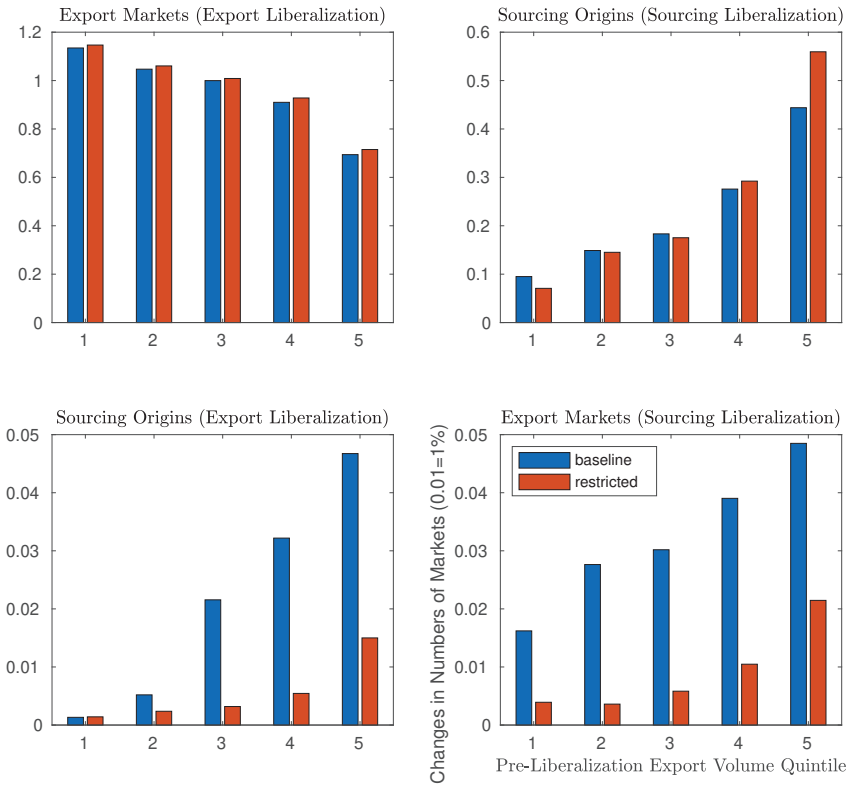 Export Markets (Export Liberalization)
1.2
1
0.8
0.6
0.4
0.2
0
1 2 3 4 5
Sourcing Origins (Sourcing Liberalization)
0.6
0.5
0.4
0.3
0.2
0.1
0
1 2 3 4 5
Sourcing Origins (Export Liberalization)
0.05
0.04
0.03
0.02
0.01
0
1 2 3 4 5
Export Markets (Sourcing Liberalization)
Changes in Numbers of Markets (0.01=1%)
0.05
0.04
0.03
0.02
0.01
0
baseline
restricted
1 2 3 4 5
Pre-Liberalization Export Volume Quintile